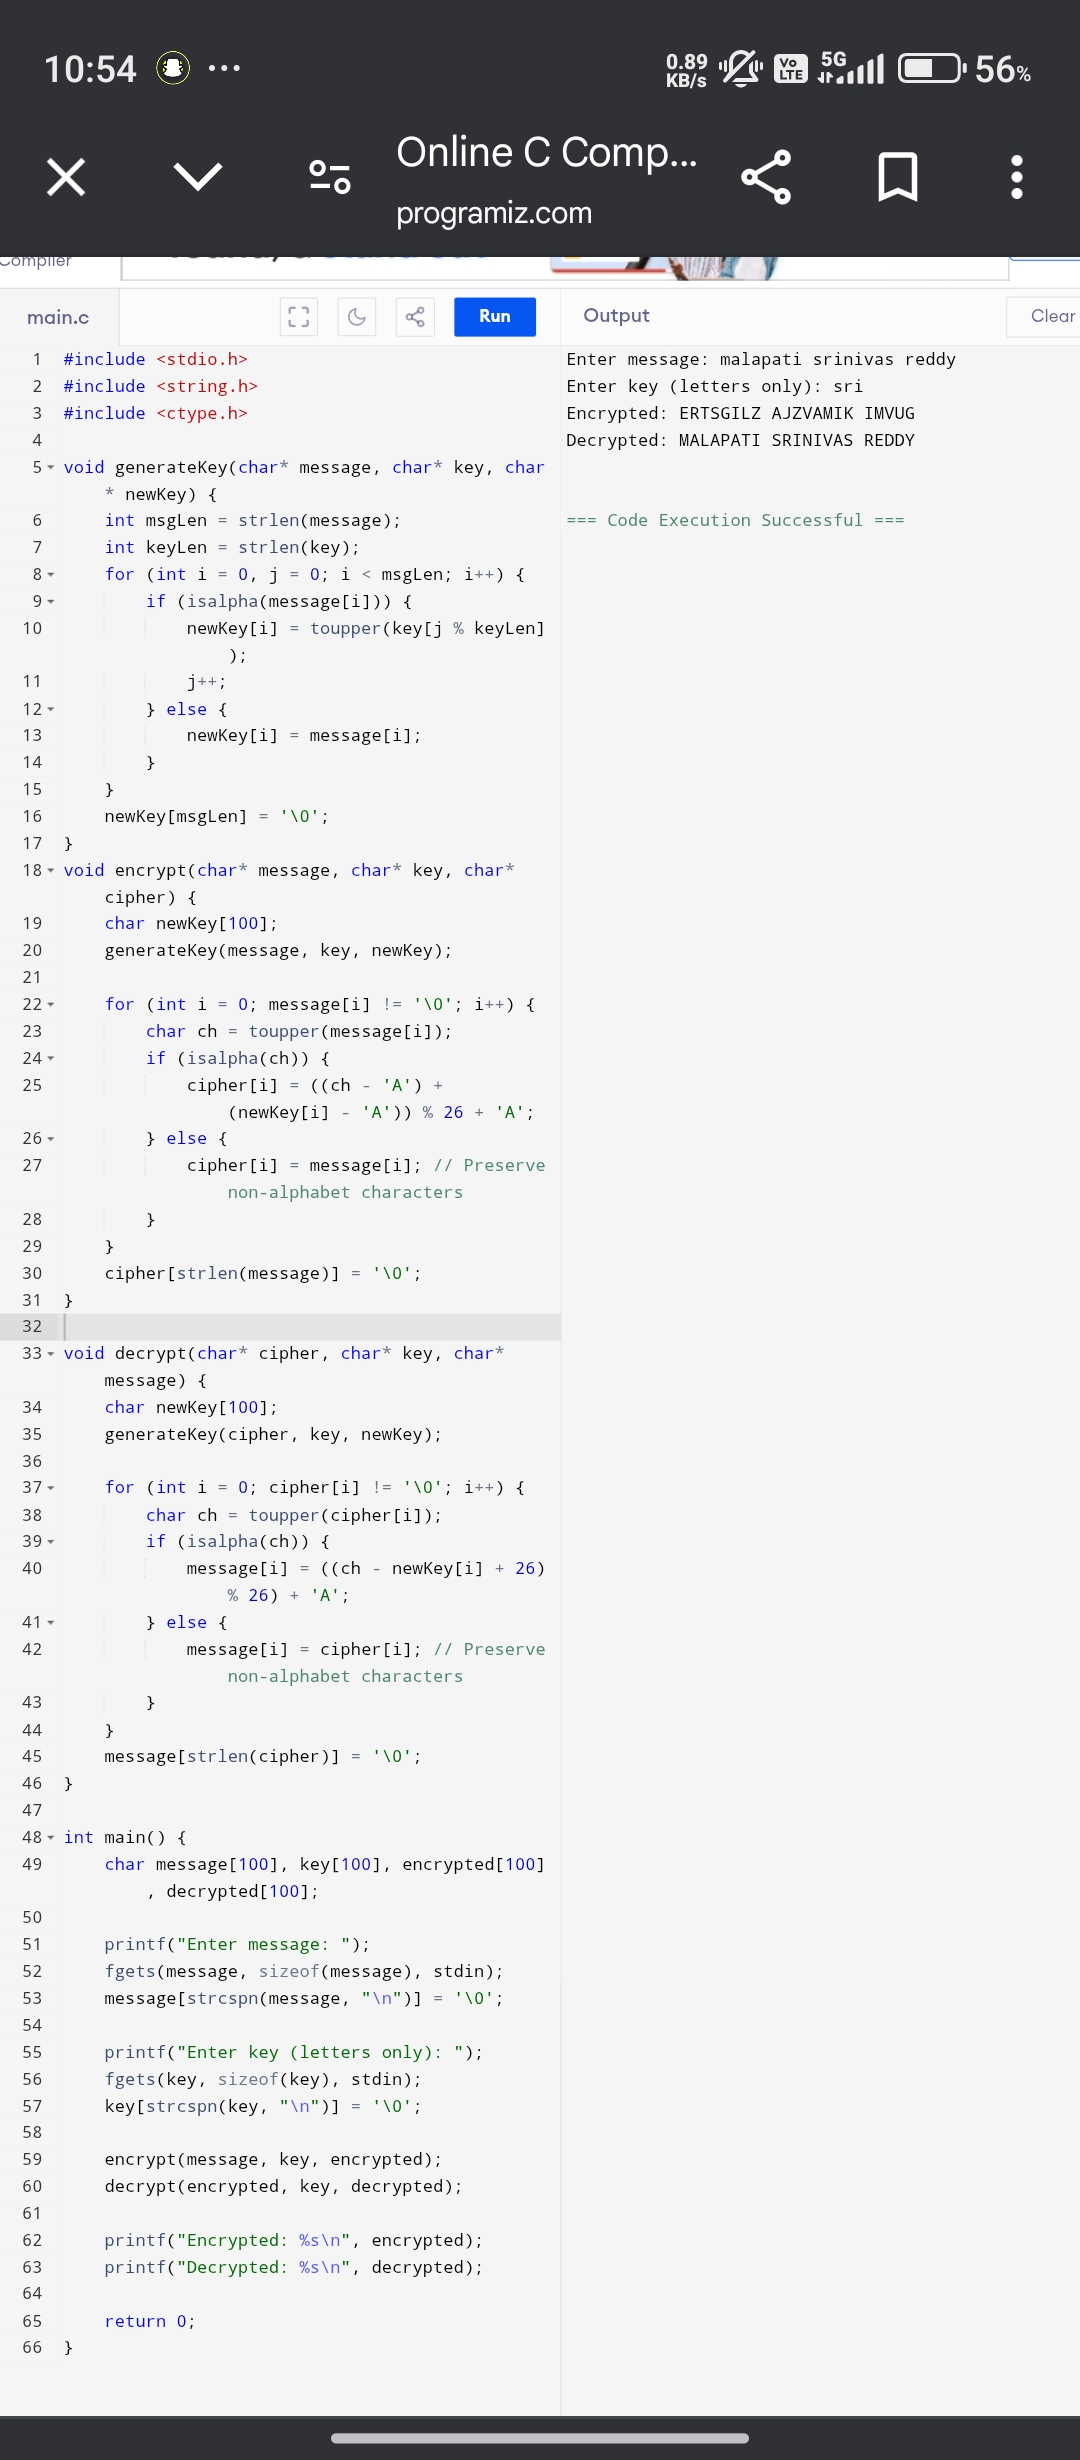 10:54 ... 0.89 KB/s Vo LTE 5G 56%
Online C Comp...
programiz.com
Compiler
main.c
Run
Output
Clear
1 #include <stdio.h>
2 #include <string.h>
3 #include <ctype.h>
4
5 void generateKey(char* message, char* key, char
* newKey) {
6 int msgLen = strlen(message);
7 int keyLen = strlen(key);
8 for (int i = 0, j = 0; i < msgLen; i++) {
9 if (isalpha(message[i])) {
10 newKey[i] = toupper(key[j % keyLen]
);
11 j++;
12 } else {
13 newKey[i] = message[i];
14 }
15 }
16 newKey[msgLen] = '\0';
17 }
18 void encrypt(char* message, char* key, char*
cipher) {
19 char newKey[100];
20 generateKey(message, key, newKey);
21
22 for (int i = 0; message[i] != '\0'; i++) {
23 char ch = toupper(message[i]);
24 if (isalpha(ch)) {
25 cipher[i] = ((ch - 'A') +
(newKey[i] - 'A')) % 26 + 'A';
26 } else {
27 cipher[i] = message[i]; // Preserve
non-alphabet characters
28 }
29 }
30 cipher[strlen(message)] = '\0';
31 }
32
33 void decrypt(char* cipher, char* key, char*
message) {
34 char newKey[100];
35 generateKey(cipher, key, newKey);
36
37 for (int i = 0; cipher[i] != '\0'; i++) {
38 char ch = toupper(cipher[i]);
39 if (isalpha(ch)) {
40 message[i] = ((ch - newKey[i] + 26)
% 26) + 'A';
41 } else {
42 message[i] = cipher[i]; // Preserve
non-alphabet characters
43 }
44 }
45 message[strlen(cipher)] = '\0';
46 }
47
48 int main() {
49 char message[100], key[100], encrypted[100]
, decrypted[100];
50
51 printf("Enter message: ");
52 fgets(message, sizeof(message), stdin);
53 message[strcspn(message, "\n")] = '\0';
54
55 printf("Enter key (letters only): ");
56 fgets(key, sizeof(key), stdin);
57 key[strcspn(key, "\n")] = '\0';
58
59 encrypt(message, key, encrypted);
60 decrypt(encrypted, key, decrypted);
61
62 printf("Encrypted: %s\n", encrypted);
63 printf("Decrypted: %s\n", decrypted);
64
65 return 0;
66 }
Enter message: malapati srinivas reddy
Enter key (letters only): sri
Encrypted: ERTSGILZ AJZVAMIK IMVUG
Decrypted: MALAPATI SRINIVAS REDDY
=== Code Execution Successful ===